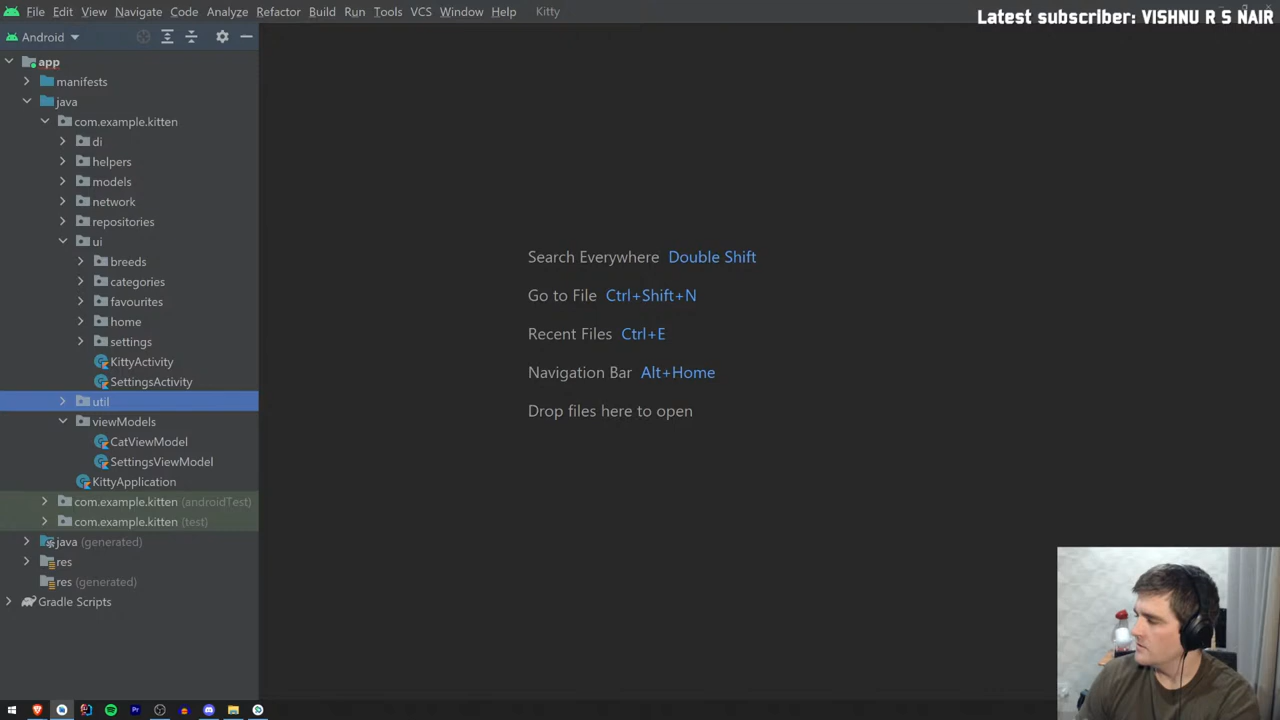 File Edit View Navigate Code Analyze Refactor Build Run Tools VCS Window Help Kitty
Latest subscriber: VISHNU R S NAIR
Android
app
manifests
java
com.example.kitten
di
helpers
models
network
repositories
ui
breeds
categories
favourites
home
settings
KittyActivity
SettingsActivity
util
viewModels
CatViewModel
SettingsViewModel
KittyApplication
com.example.kitten (androidTest)
com.example.kitten (test)
java (generated)
res
res (generated)
Gradle Scripts
Search Everywhere Double Shift
Go to File Ctrl+Shift+N
Recent Files Ctrl+E
Navigation Bar Alt+Home
Drop files here to open